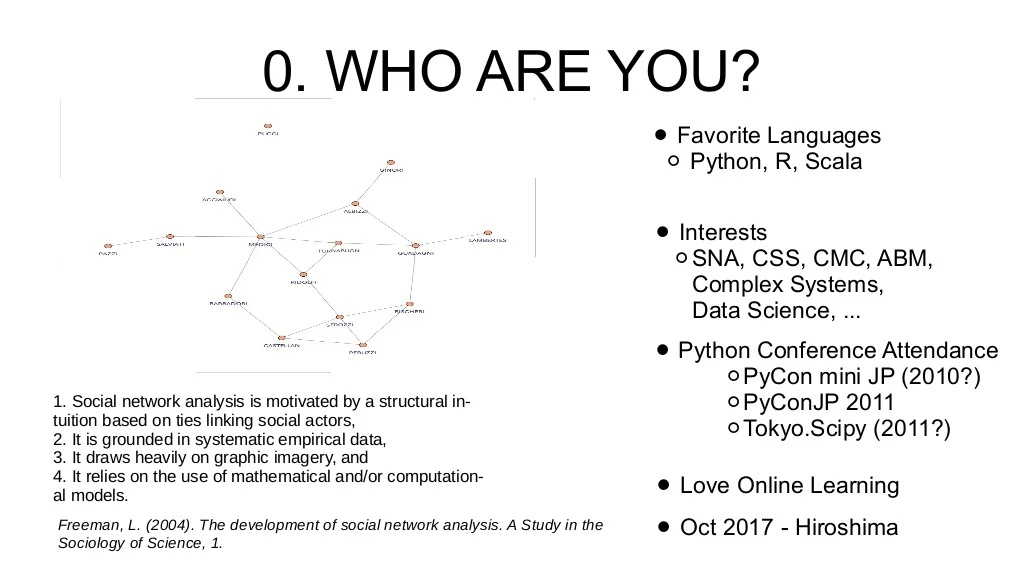 0. WHO ARE YOU?
PUCCI
GINORI
ACCIAIUOL
ALBIZZI
SALVIATI
MEDICI
TORNABUON
GUADAGNI
LAMBERTES
PAZZI
RIDOLFI
BARBADORI
STROZZI
BISCHERI
CASTELLAN
PERUZZI
1. Social network analysis is motivated by a structural in-
tuition based on ties linking social actors,
2. It is grounded in systematic empirical data,
3. It draws heavily on graphic imagery, and
4. It relies on the use of mathematical and/or computation-
al models.
Freeman, L. (2004). The development of social network analysis. A Study in the
Sociology of Science, 1.
● Favorite Languages
○ Python, R, Scala
● Interests
○ SNA, CSS, CMC, ABM,
Complex Systems,
Data Science, ...
● Python Conference Attendance
○ PyCon mini JP (2010?)
○ PyConJP 2011
○ Tokyo.Scipy (2011?)
● Love Online Learning
● Oct 2017 - Hiroshima